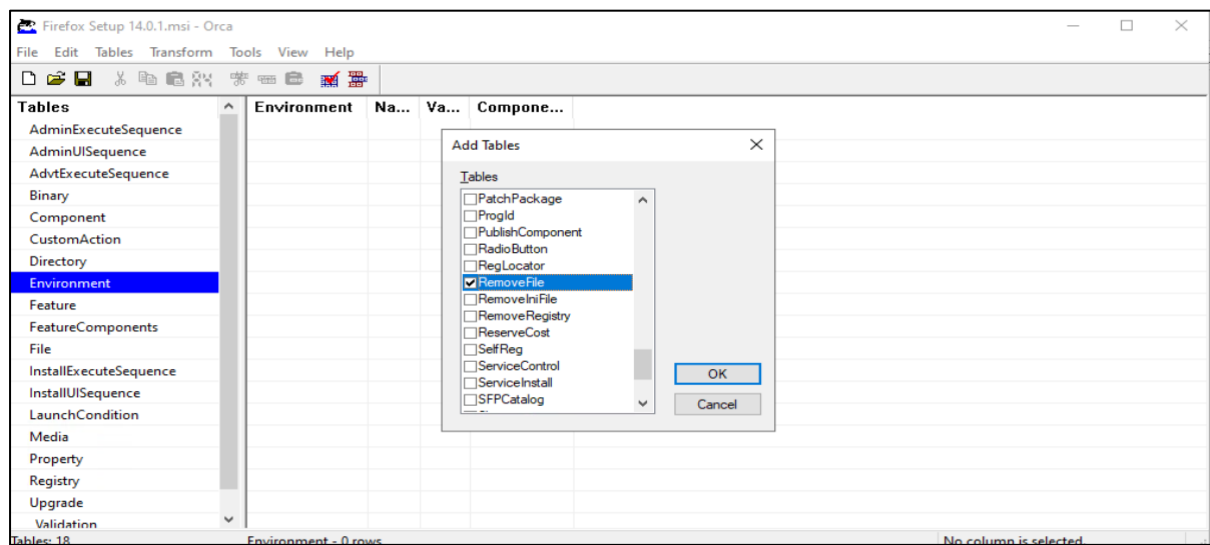 Firefox Setup 14.0.1.msi - Orca
File Edit Tables Transform Tools View Help
Tables
AdminExecuteSequence
AdminUISequence
AdvtExecuteSequence
Binary
Component
CustomAction
Directory
Environment
Feature
FeatureComponents
File
InstallExecuteSequence
InstallUISequence
LaunchCondition
Media
Property
Registry
Upgrade
_Validation
Environment Na... Va... Compone...
Add Tables
Tables
PatchPackage
ProgId
PublishComponent
RadioButton
RegLocator
RemoveFile
RemoveIniFile
RemoveRegistry
ReserveCost
SelfReg
ServiceControl
ServiceInstall
SFPCatalog
OK
Cancel
Tables: 18 Environment - 0 rows No column is selected.